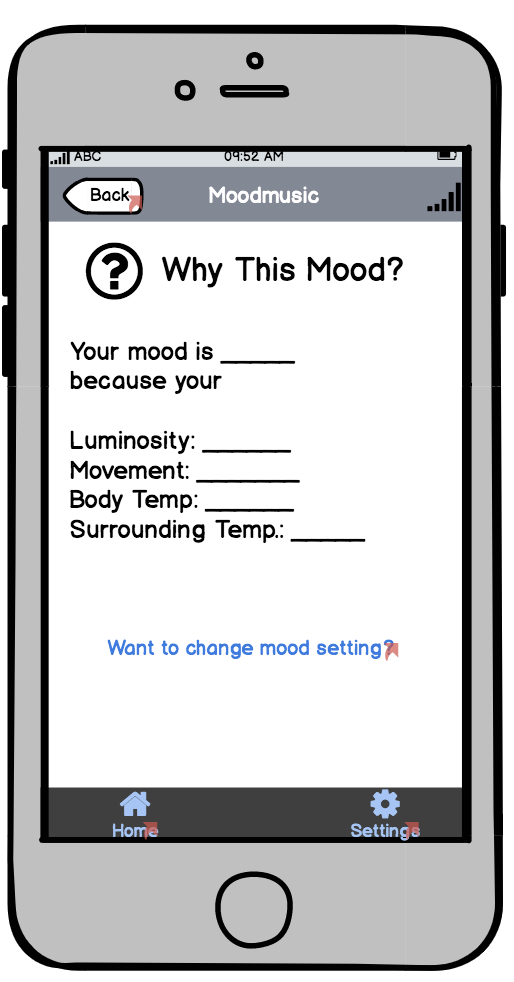 ABC 09:52 AM
Back Moodmusic
? Why This Mood?
Your mood is ______
because your
Luminosity: _______
Movement: ________
Body Temp: _______
Surrounding Temp.: ______
Want to change mood setting?
Home Settings